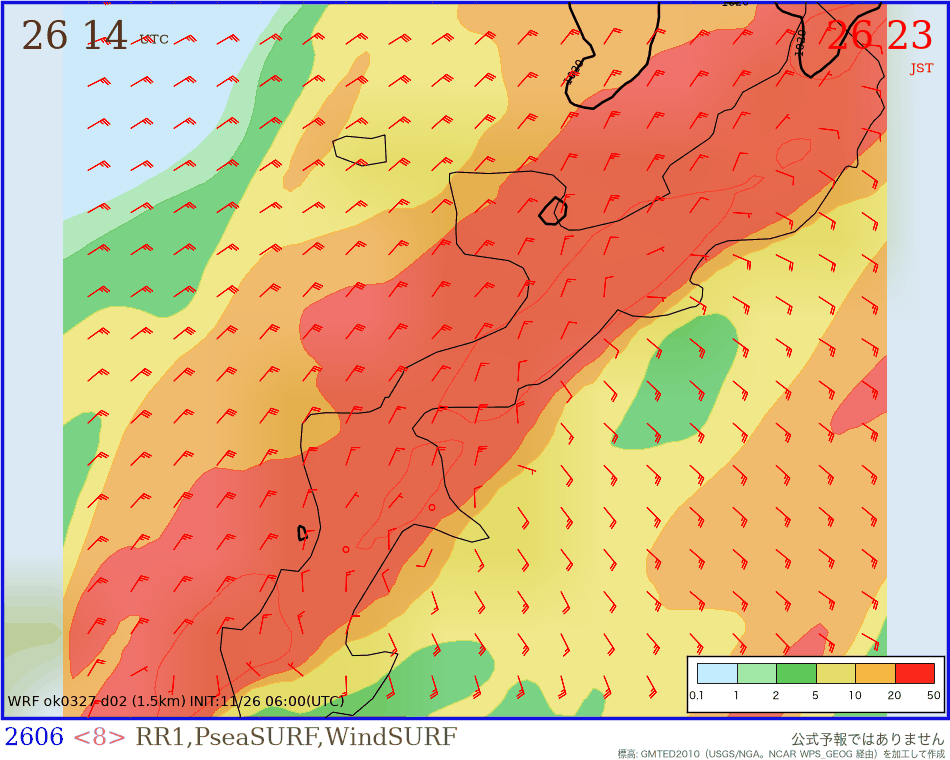 26 14 UTC
26 23
JST
1020
1020
1020
WRF ok0327-d02 (1.5km) INIT:11/26 06:00(UTC)
0.1 1 2 5 10 20 50
2606 <8> RR1,PseaSURF,WindSURF
公式予報ではありません
標高: GMTED2010（USGS/NGA。NCAR WPS_GEOG 経由）を加工して作成